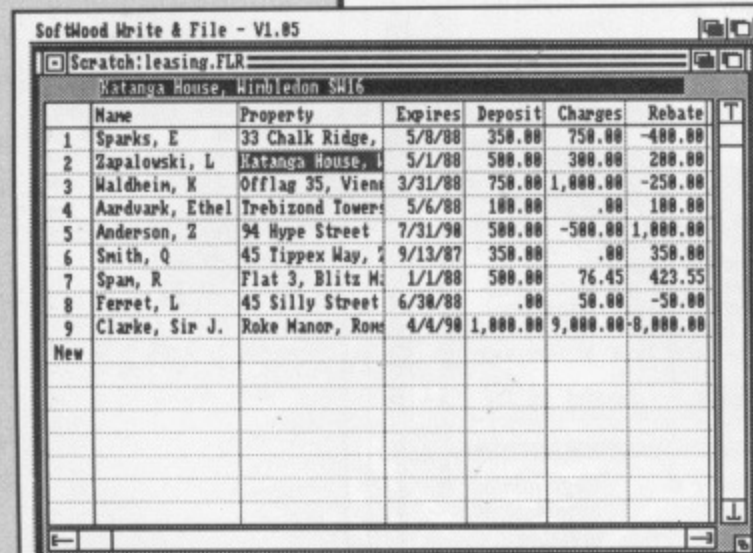 SoftWood Write & File - V1.05
Scratch:leasing.FLR
Katanga House, Wimbledon SW16
Name Property Expires Deposit Charges Rebate
1 Sparks, E 33 Chalk Ridge, 5/8/88 350.00 750.00 -400.00
2 Zapalowski, L Katanga House, W 5/1/88 500.00 300.00 200.00
3 Waldheim, K Offlag 35, Vien 3/31/88 750.00 1,000.00 -250.00
4 Aardvark, Ethel Trebizond Towers 5/6/88 100.00 .00 100.00
5 Anderson, Z 94 Hype Street 7/31/90 500.00 -500.00 1,000.00
6 Smith, Q 45 Tippex Way, 9/13/87 350.00 .00 350.00
7 Spam, R Flat 3, Blitz 1/1/88 500.00 76.45 423.55
8 Ferret, L 45 Silly Street 6/30/88 .00 50.00 -50.00
9 Clarke, Sir J. Roke Manor, Roms 4/4/90 1,000.00 9,000.00 -8,000.00
New